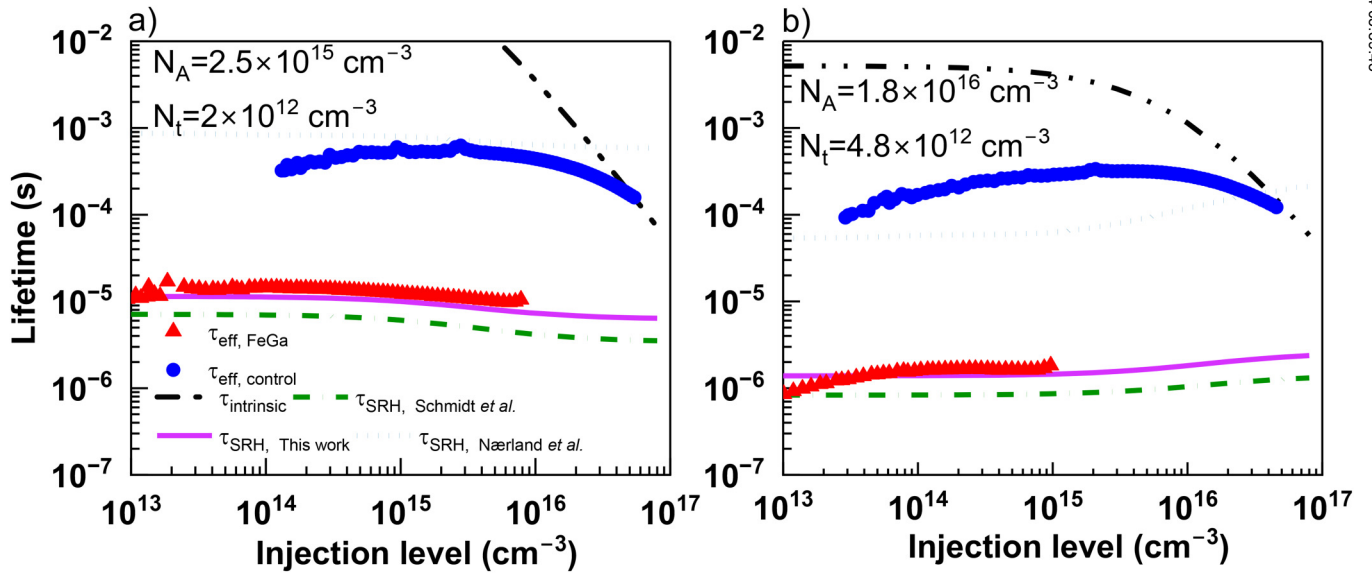 a)
N_A=2.5×10^15 cm^−3
N_t=2×10^12 cm^−3
10^−2
10^−3
10^−4
10^−5
10^−6
10^−7
Lifetime (s)
τ_eff, FeGa
τ_eff, control
τ_intrinsic
τ_SRH, Schmidt et al.
τ_SRH, This work
τ_SRH, Nærland et al.
10^13 10^14 10^15 10^16 10^17
Injection level (cm^−3)
b)
N_A=1.8×10^16 cm^−3
N_t=4.8×10^12 cm^−3
10^−2
10^−3
10^−4
10^−5
10^−6
10^−7
10^13 10^14 10^15 10^16 10^17
Injection level (cm^−3)